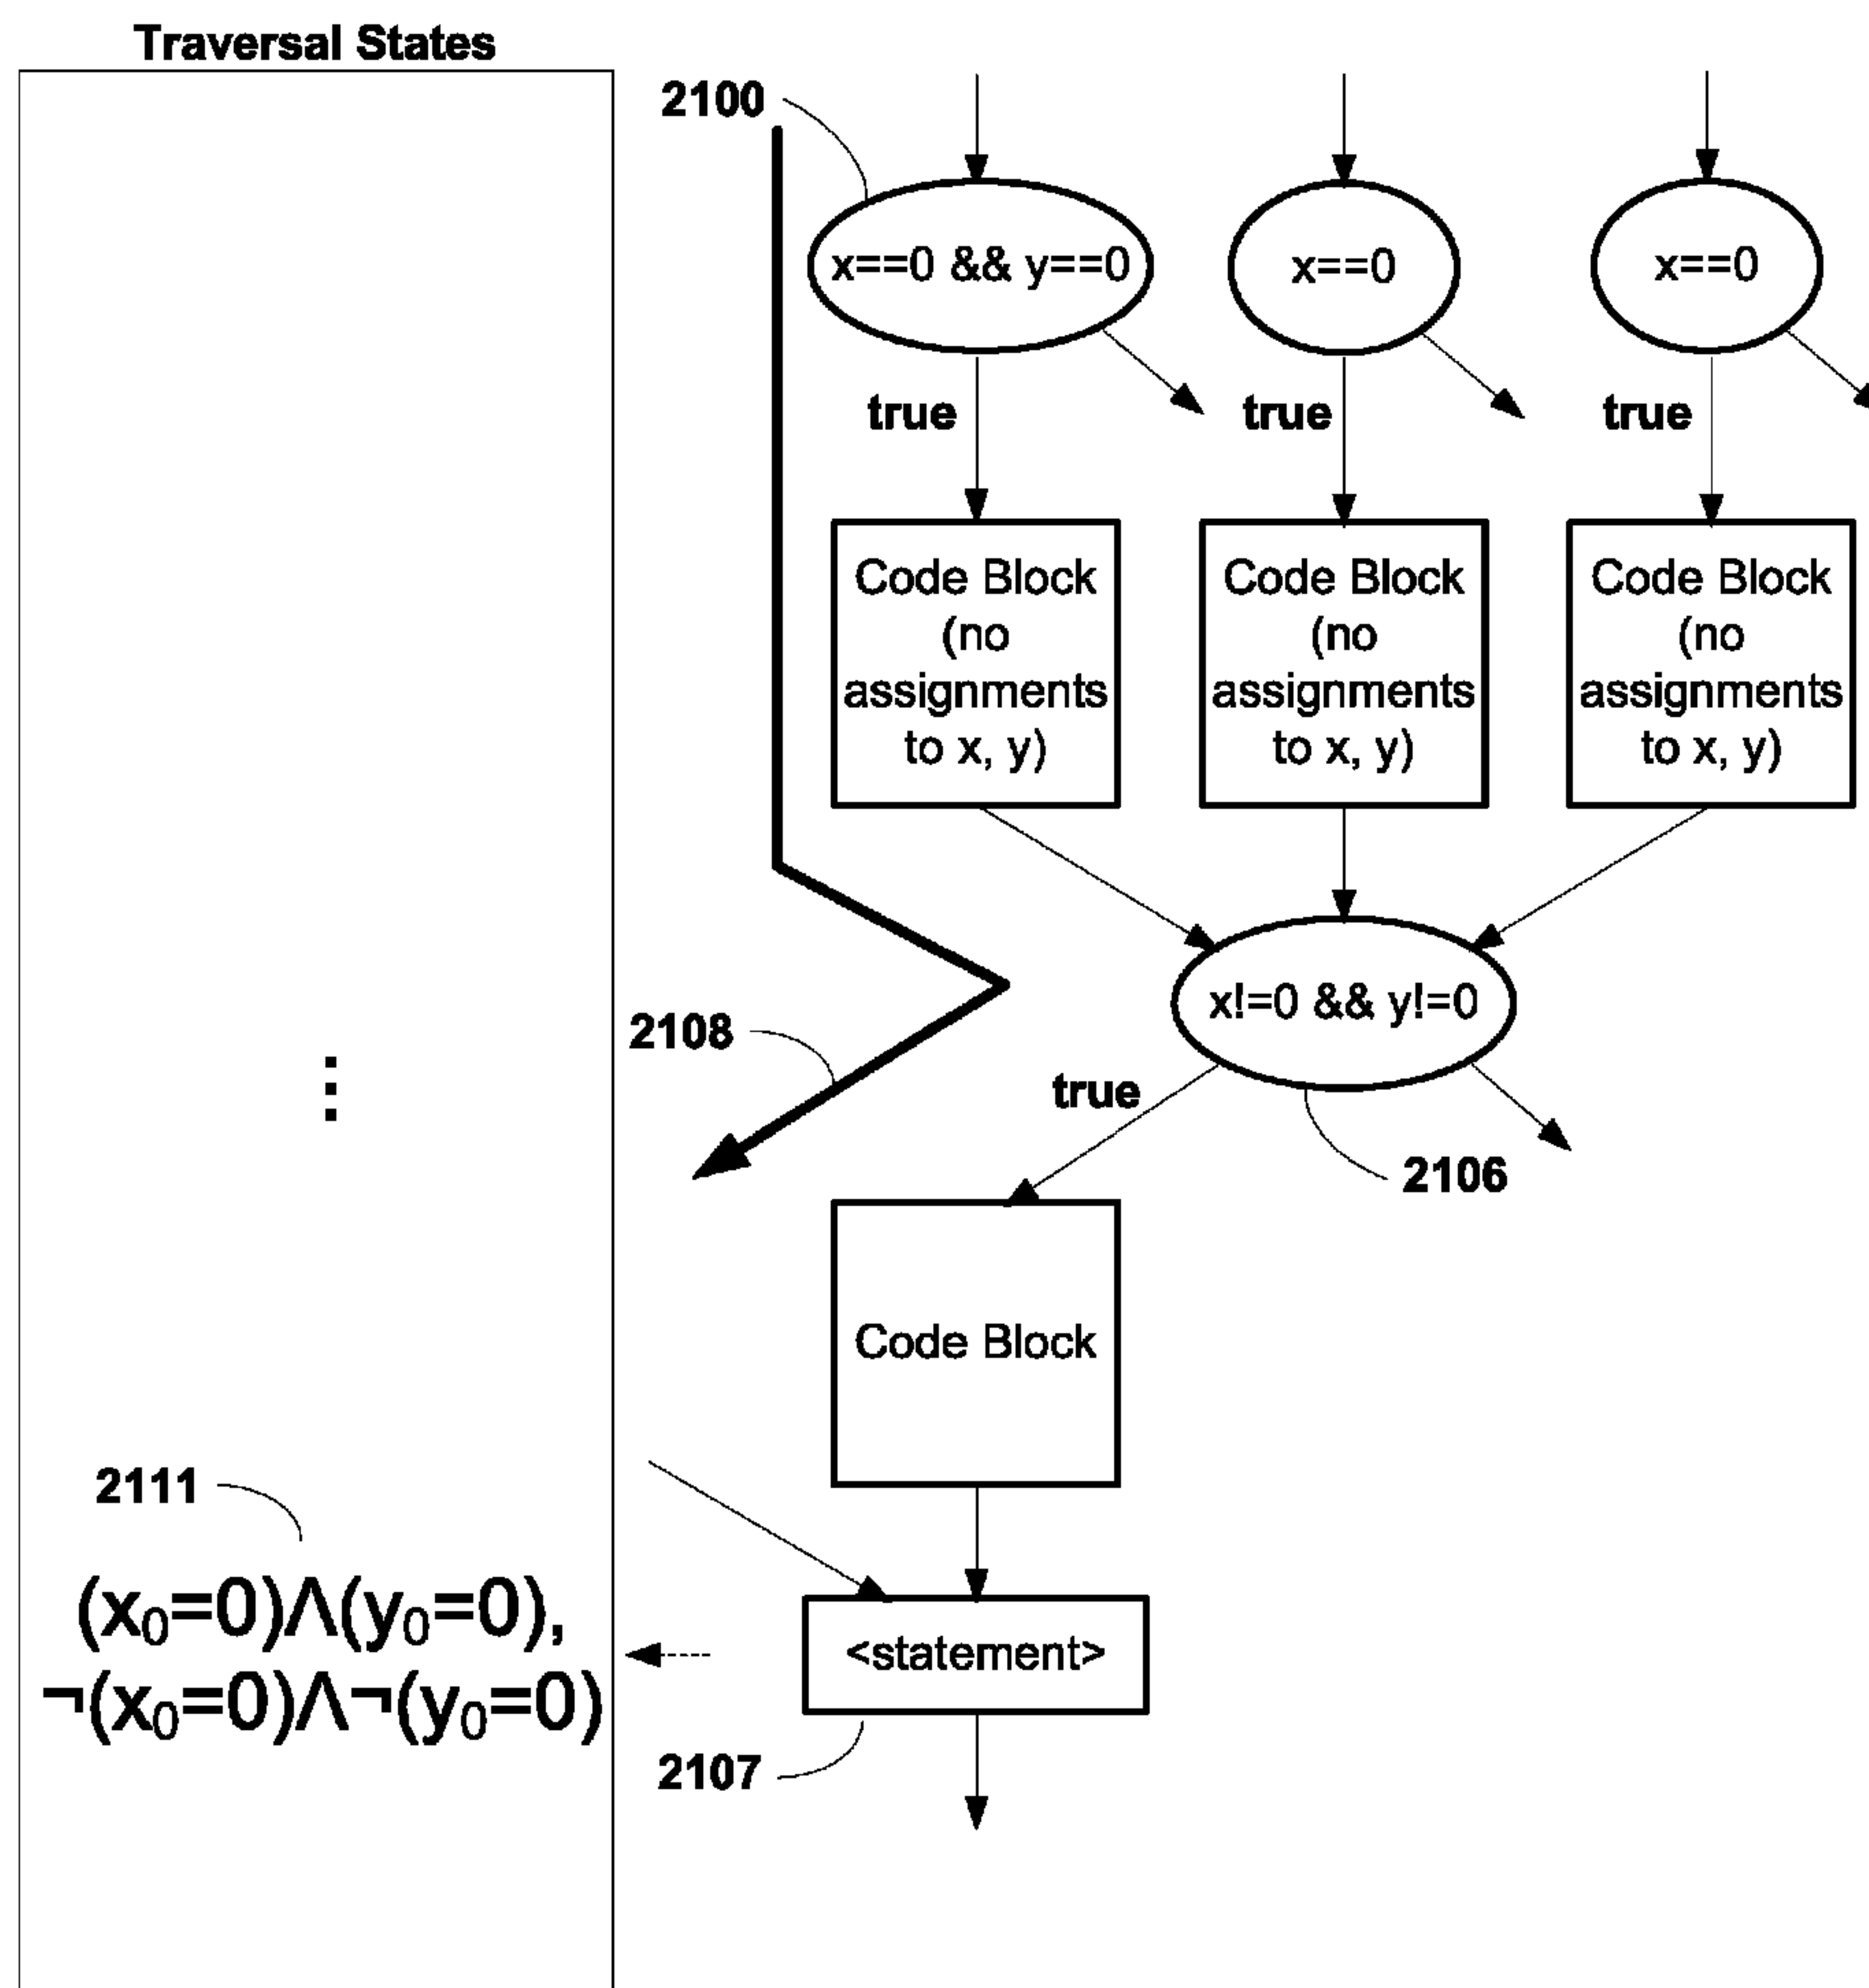 Traversal States
2100
x==0 && y==0
x==0
x==0
true
true
true
Code Block
(no
assignments
to x, y)
Code Block
(no
assignments
to x, y)
Code Block
(no
assignments
to x, y)
x!=0 && y!=0
2108
true
2106
Code Block
2111
(x₀=0)Λ(y₀=0),
¬(x₀=0)Λ¬(y₀=0)
<statement>
2107